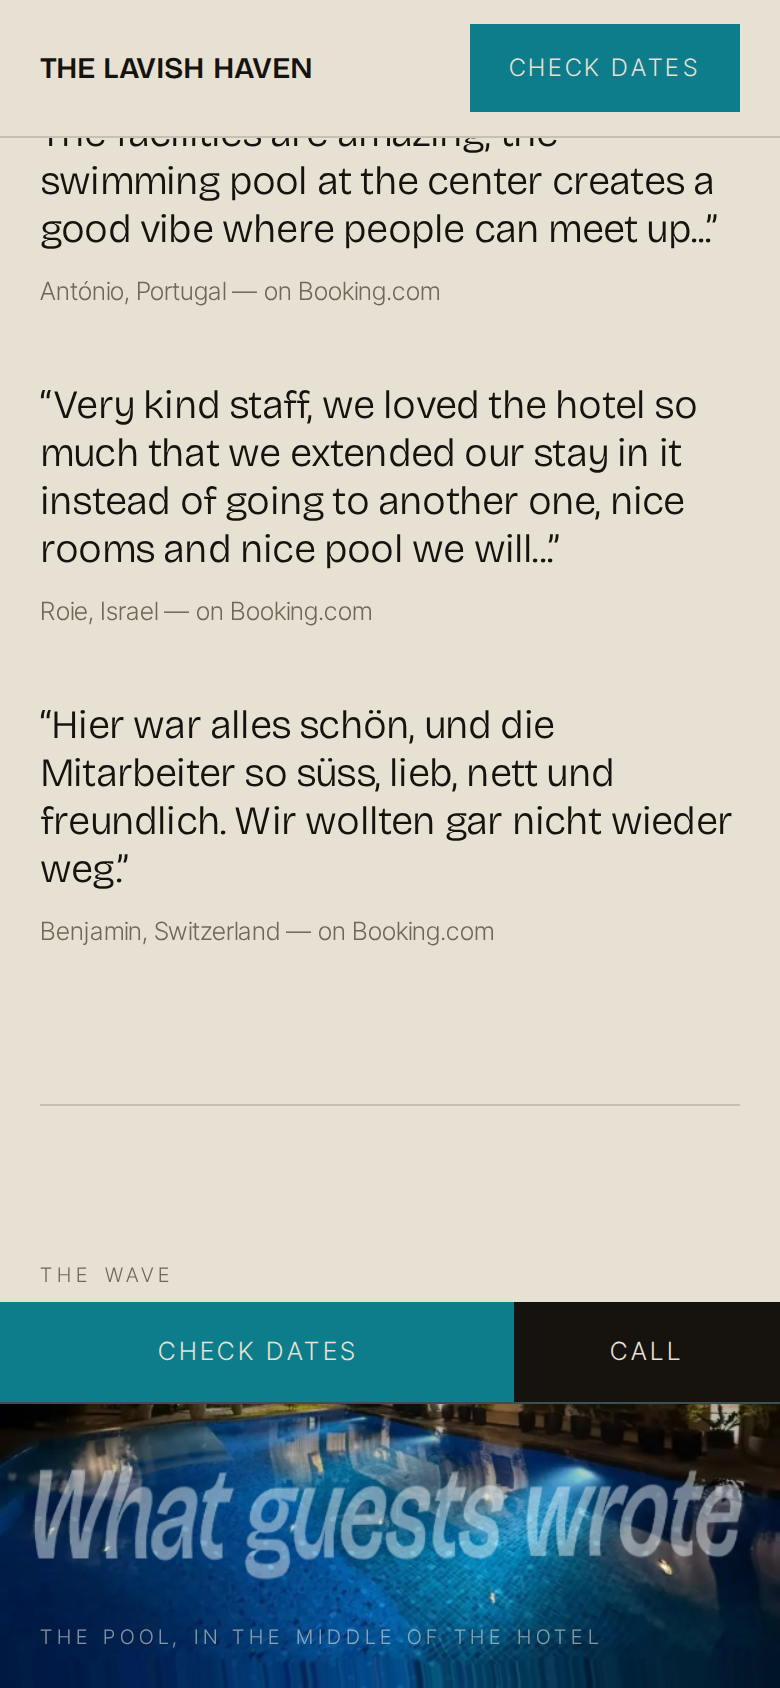 THE LAVISH HAVEN
CHECK DATES
The facilities are amazing, the
swimming pool at the center creates a
good vibe where people can meet up...”
António, Portugal — on Booking.com
“Very kind staff, we loved the hotel so
much that we extended our stay in it
instead of going to another one, nice
rooms and nice pool we will...”
Roie, Israel — on Booking.com
“Hier war alles schön, und die
Mitarbeiter so süss, lieb, nett und
freundlich. Wir wollten gar nicht wieder
weg.”
Benjamin, Switzerland — on Booking.com
THE WAVE
CHECK DATES
CALL
What guests wrote
THE POOL, IN THE MIDDLE OF THE HOTEL